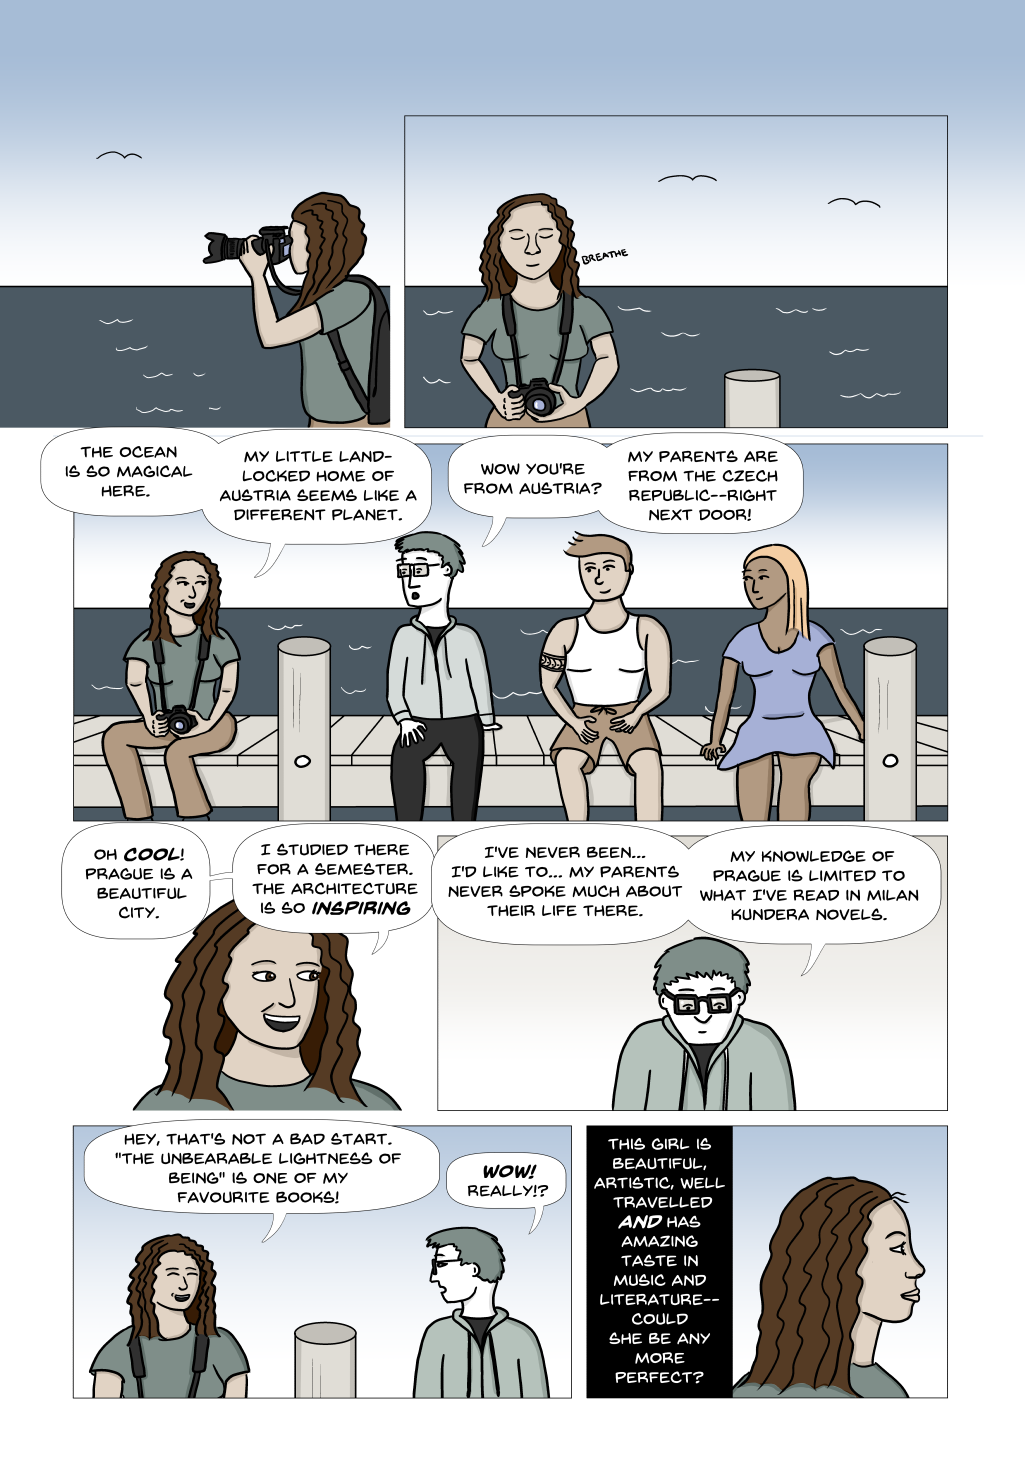 BREATHE
THE OCEAN
IS SO MAGICAL
HERE.
MY LITTLE LAND-
LOCKED HOME OF
AUSTRIA SEEMS LIKE A
DIFFERENT PLANET.
WOW YOU'RE
FROM AUSTRIA?
MY PARENTS ARE
FROM THE CZECH
REPUBLIC--RIGHT
NEXT DOOR!
OH COOL!
PRAGUE IS A
BEAUTIFUL
CITY.
I STUDIED THERE
FOR A SEMESTER.
THE ARCHITECTURE
IS SO INSPIRING
I'VE NEVER BEEN...
I'D LIKE TO... MY PARENTS
NEVER SPOKE MUCH ABOUT
THEIR LIFE THERE.
MY KNOWLEDGE OF
PRAGUE IS LIMITED TO
WHAT I'VE READ IN MILAN
KUNDERA NOVELS.
HEY, THAT'S NOT A BAD START.
"THE UNBEARABLE LIGHTNESS OF
BEING" IS ONE OF MY
FAVOURITE BOOKS!
WOW!
REALLY!?
THIS GIRL IS
BEAUTIFUL,
ARTISTIC, WELL
TRAVELLED
AND HAS
AMAZING
TASTE IN
MUSIC AND
LITERATURE--
COULD
SHE BE ANY
MORE
PERFECT?